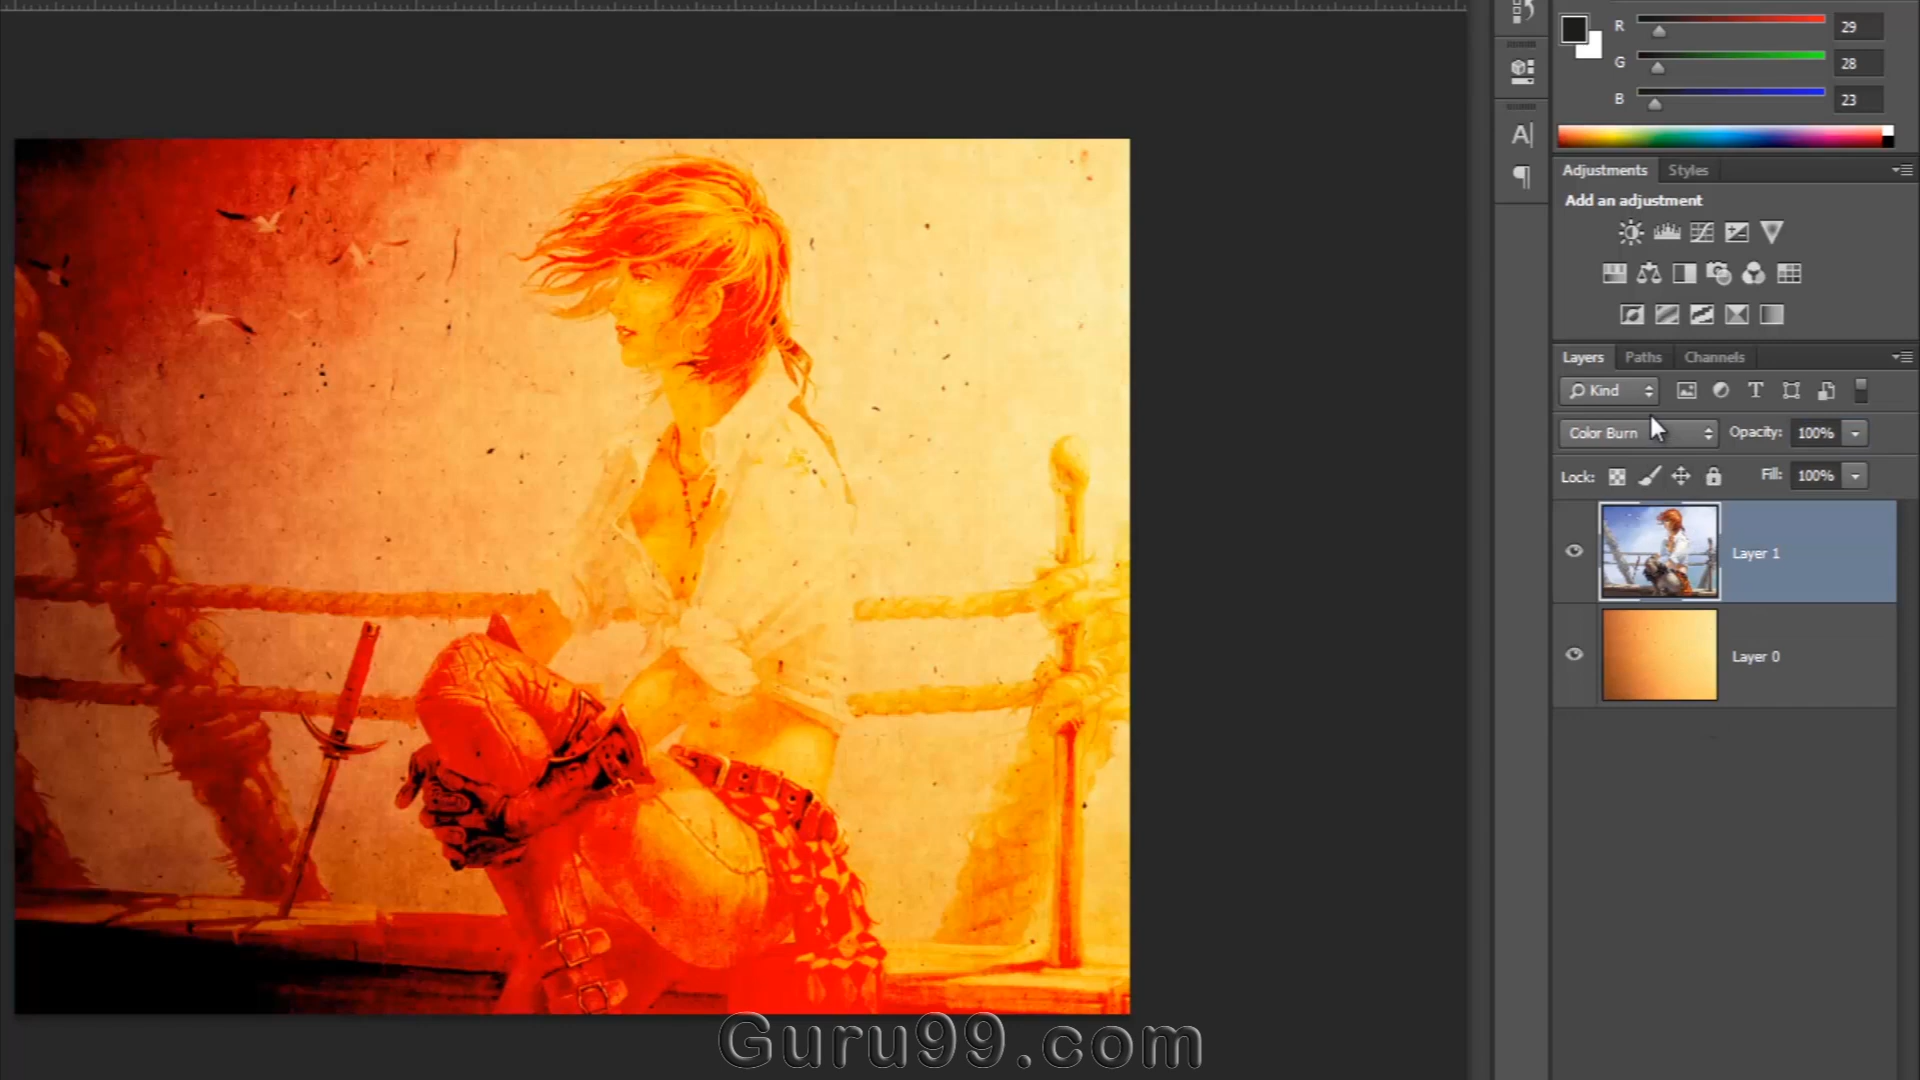 R 29
G 28
B 23
A|
¶
Adjustments Styles
Add an adjustment
Layers Paths Channels
Kind T
Color Burn Opacity: 100%
Lock: Fill: 100%
Layer 1
Layer 0
Guru99.com